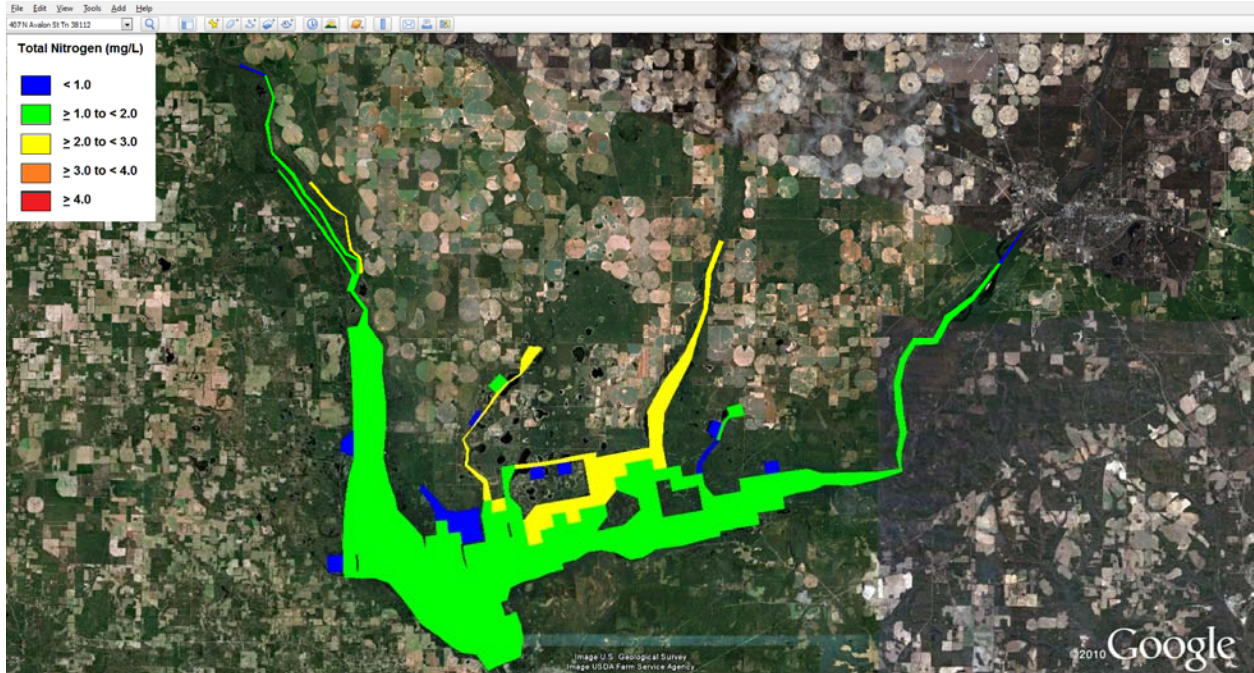 File Edit View Tools Add Help
407 N Avalon St Tn 38112
Total Nitrogen (mg/L)
< 1.0
≥ 1.0 to < 2.0
≥ 2.0 to < 3.0
≥ 3.0 to < 4.0
≥ 4.0
N
Image U.S. Geological Survey
Image USDA Farm Service Agency
©2010 Google